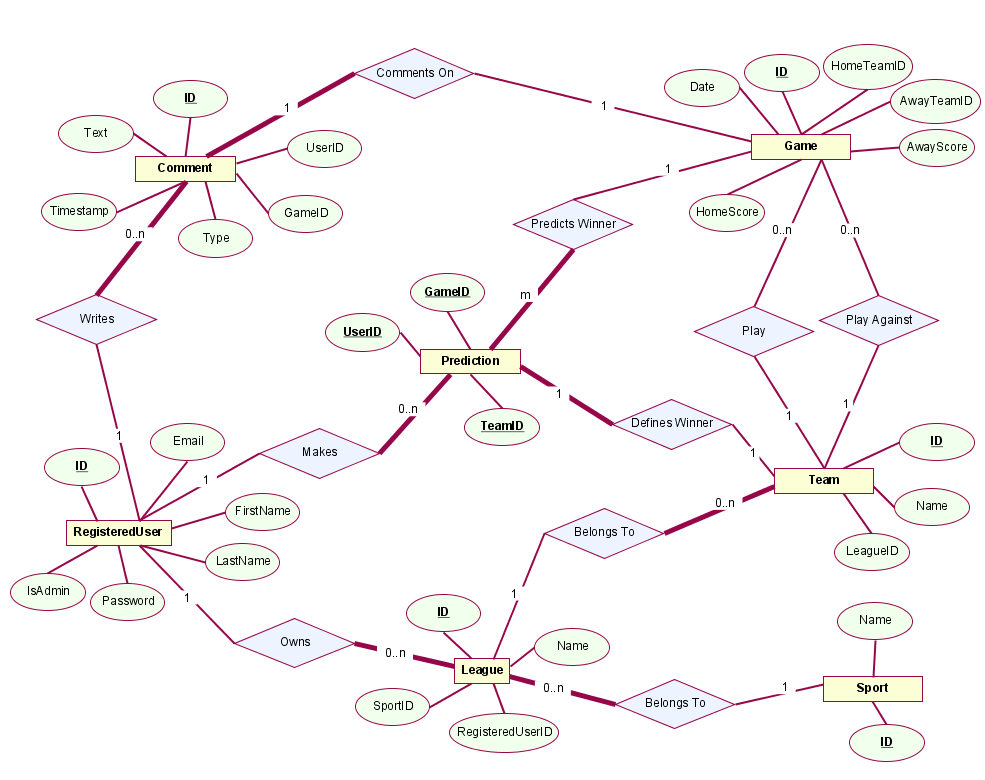 Comments On
HomeTeamID
ID
Date
ID
AwayTeamID
1
1
Text
UserID
Game
AwayScore
Comment
1
Timestamp
GameID
HomeScore
Type
Predicts Winner
0..n
0..n
0..n
GameID
m
Writes
UserID
Play
Play Against
Prediction
1
0..n
1
1
TeamID
Defines Winner
1
Email
ID
1
Makes
1
ID
Team
FirstName
0..n
Name
RegisteredUser
Belongs To
LastName
LeagueID
IsAdmin
Password
1
1
ID
Name
Owns
Name
0..n
League
0..n
1
Sport
SportID
Belongs To
RegisteredUserID
ID